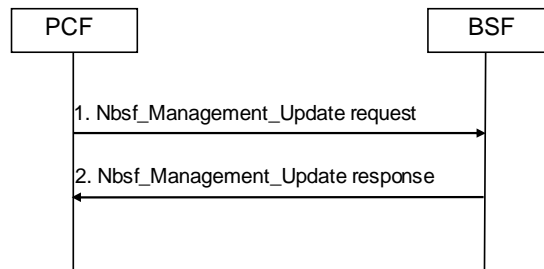 PCF
BSF
1. Nbsf_Management_Update request
2. Nbsf_Management_Update response